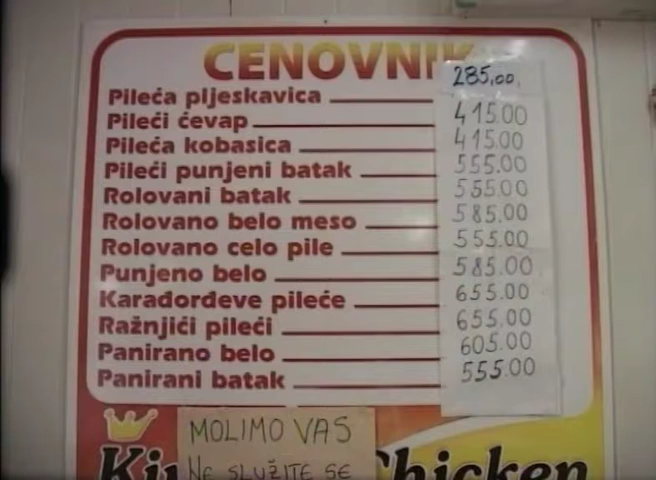 CENOVNIK
Pileća pljeskavica 285,00
Pileći ćevap 415.00
Pileća kobasica 415.00
Pileći punjeni batak 555.00
Rolovani batak 555.00
Rolovano belo meso 585.00
Rolovano celo pile 555.00
Punjeno belo 585.00
Karađorđeve pileće 655.00
Ražnjići pileći 655.00
Panirano belo 605.00
Panirani batak 555.00
MOLIMO VAS
NE SLUŽITE SE
Chicken